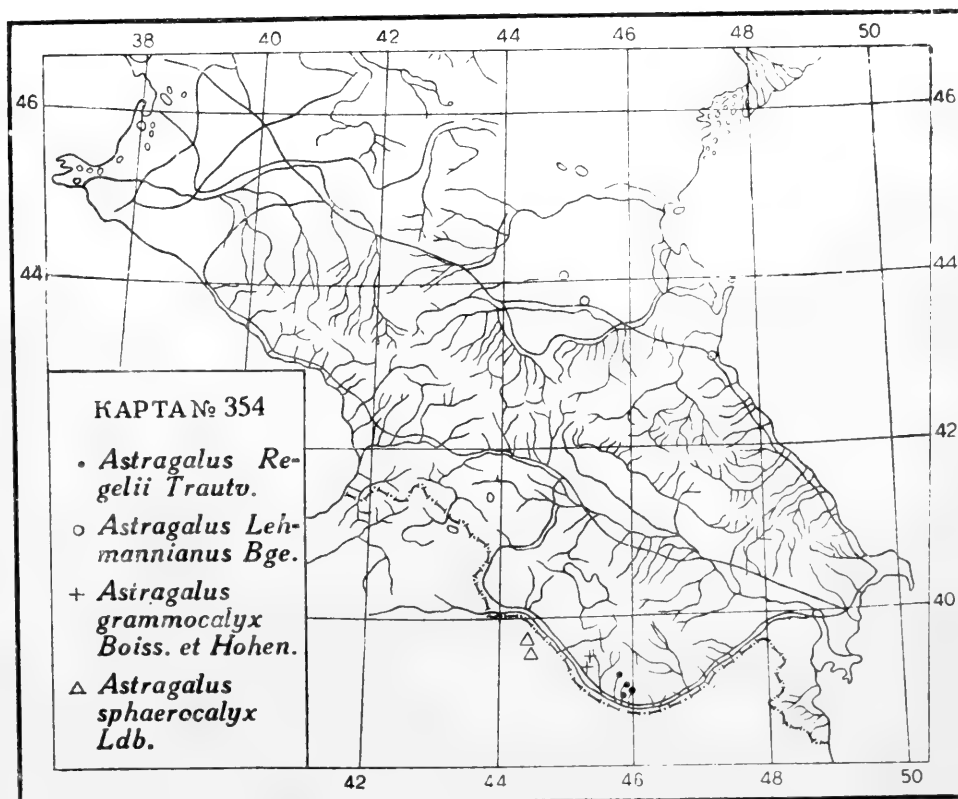 38 40 42 44 46 48 50
46 46
44 44
КАРТА № 354
Astragalus Re-
gelii Trautv.
Astragalus Leh-
mannianus Bge.
Astragalus
grammocalyx
Boiss. et Hohen.
Astragalus
sphaerocalyx
Ldb.
42
40
42 44 46 48 50